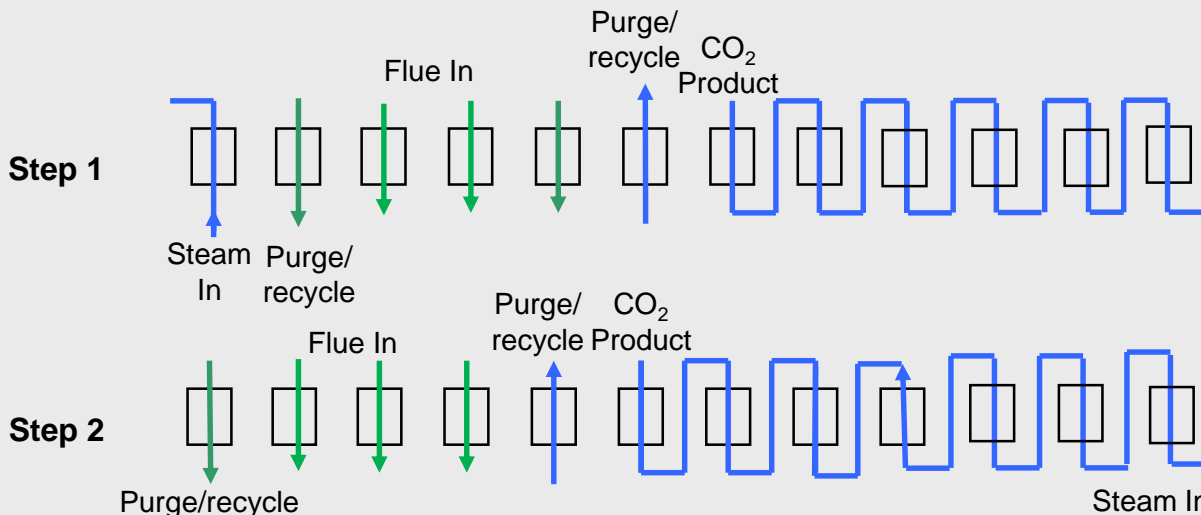 Purge/
recycle
CO₂
Product
Flue In
Step 1
Steam
In
Purge/
recycle
Purge/
recycle
CO₂
Product
Flue In
Step 2
Purge/recycle
Steam In